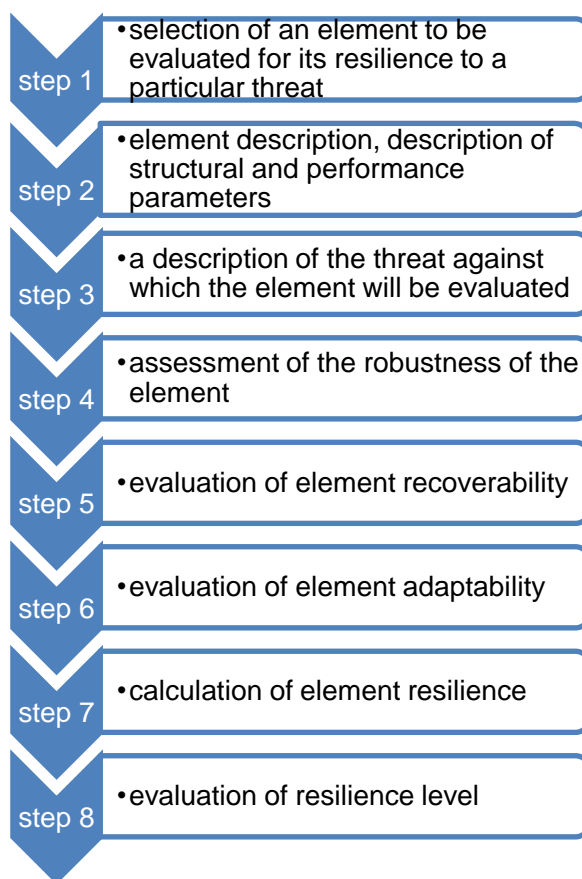 step 1
•selection of an element to be
evaluated for its resilience to a
particular threat
step 2
•element description, description of
structural and performance
parameters
step 3
•a description of the threat against
which the element will be evaluated
step 4
•assessment of the robustness of the
element
step 5
•evaluation of element recoverability
step 6
•evaluation of element adaptability
step 7
•calculation of element resilience
step 8
•evaluation of resilience level